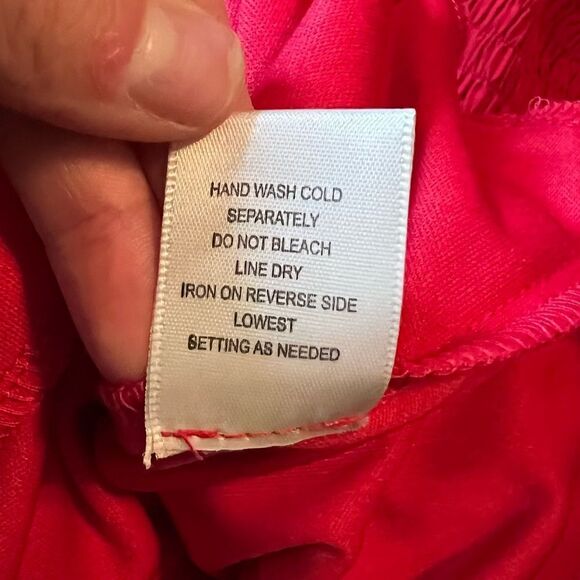 HAND WASH COLD
SEPARATELY
DO NOT BLEACH
LINE DRY
IRON ON REVERSE SIDE
LOWEST
SETTING AS NEEDED